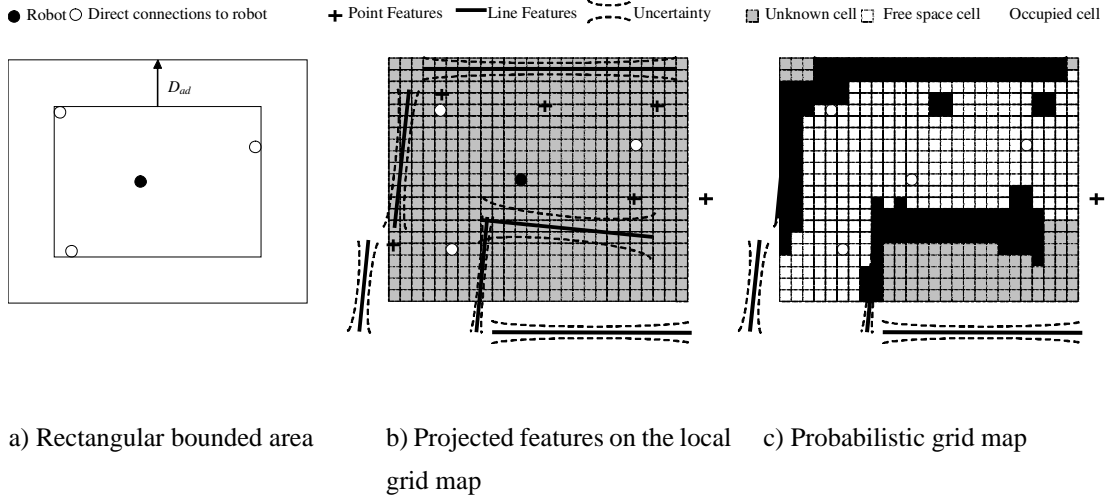 Robot Direct connections to robot Point Features Line Features Uncertainty Unknown cell Free space cell Occupied cell
D_ad
a) Rectangular bounded area
b) Projected features on the local
grid map
c) Probabilistic grid map